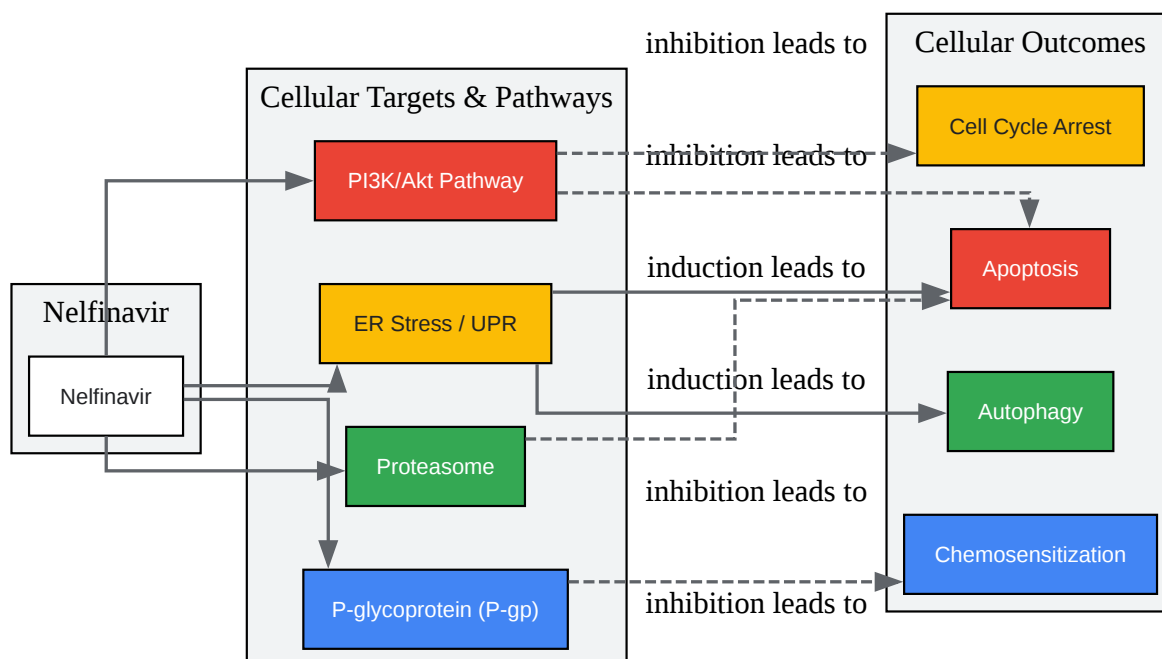 Nelfinavir
Nelfinavir
Cellular Targets & Pathways
PI3K/Akt Pathway
ER Stress / UPR
Proteasome
P-glycoprotein (P-gp)
inhibition leads to
inhibition leads to
induction leads to
induction leads to
inhibition leads to
inhibition leads to
Cellular Outcomes
Cell Cycle Arrest
Apoptosis
Autophagy
Chemosensitization